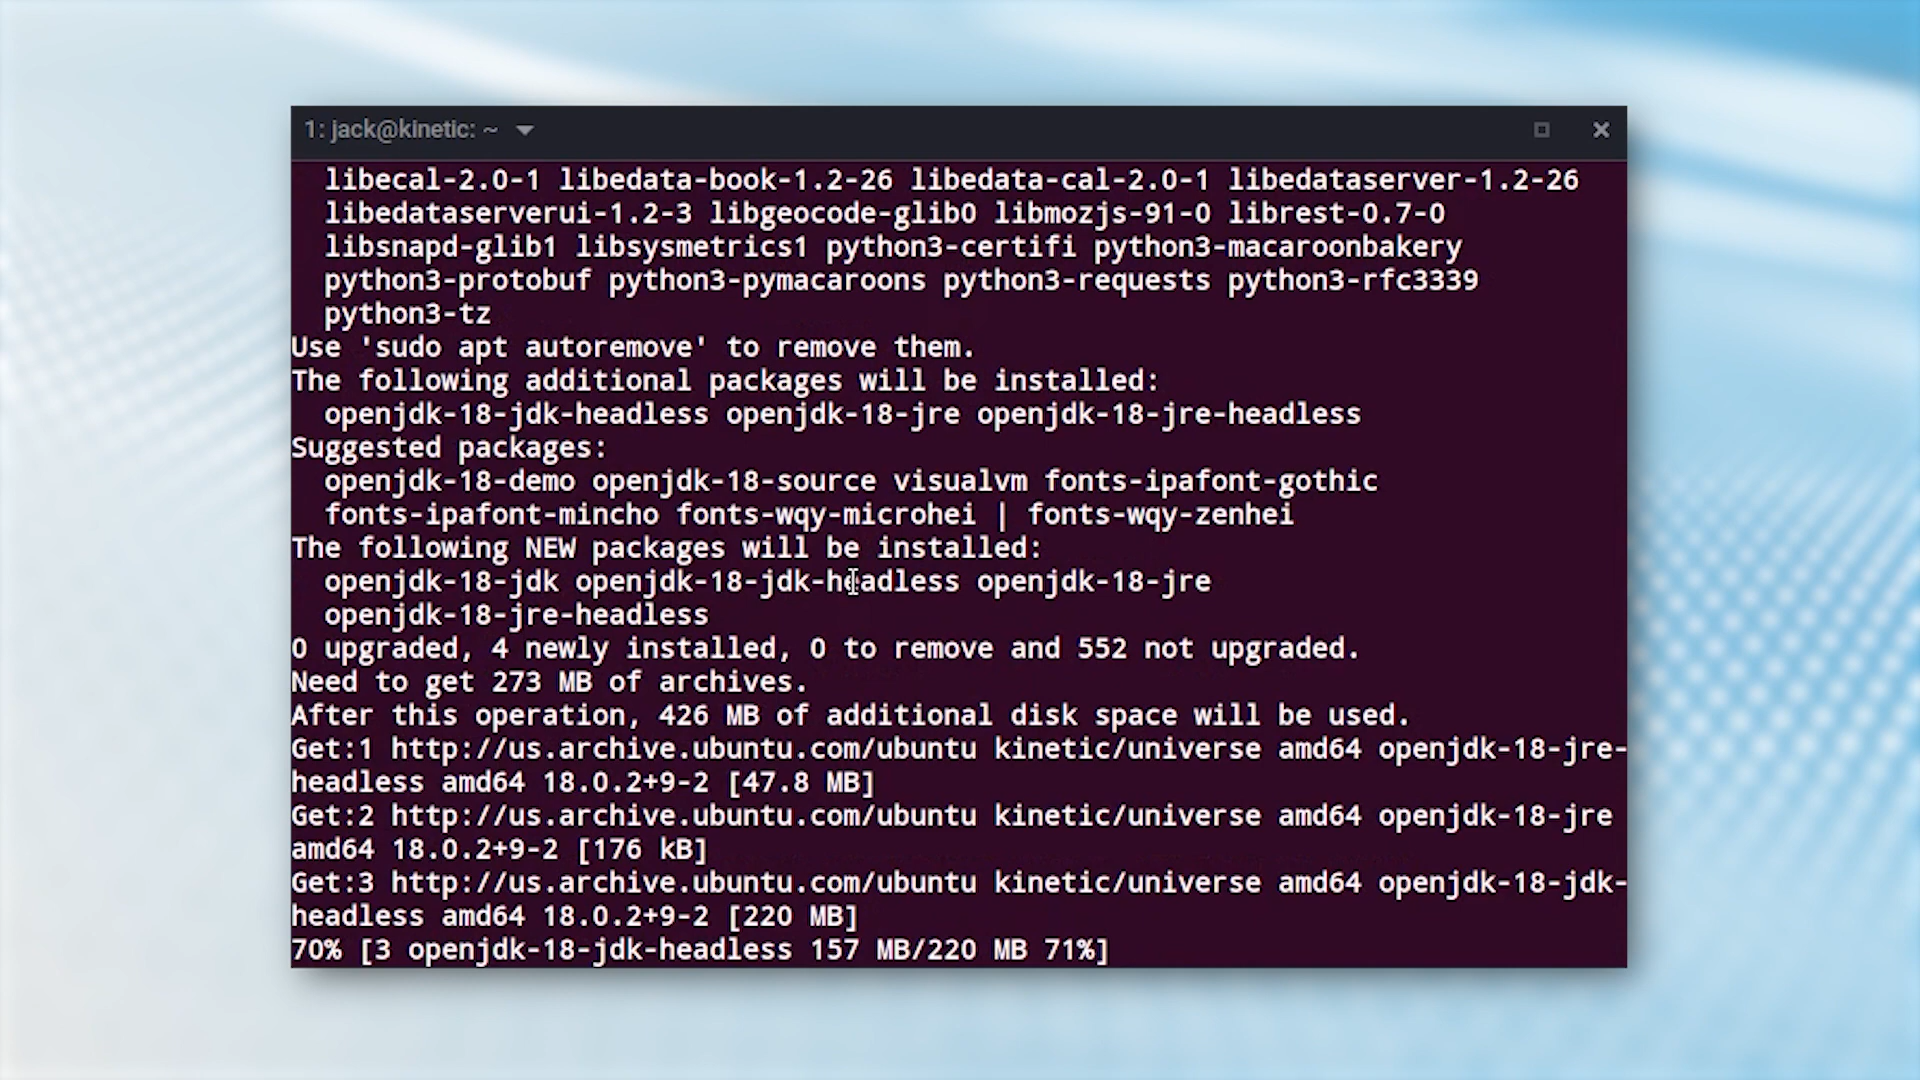 1: jack@kinetic: ~
libecal-2.0-1 libedata-book-1.2-26 libedata-cal-2.0-1 libedataserver-1.2-26
libedataserverui-1.2-3 libgeocode-glib0 libmozjs-91-0 librest-0.7-0
libsnapd-glib1 libsysmetrics1 python3-certifi python3-macaroonbakery
python3-protobuf python3-pymacaroons python3-requests python3-rfc3339
python3-tz
Use 'sudo apt autoremove' to remove them.
The following additional packages will be installed:
openjdk-18-jdk-headless openjdk-18-jre openjdk-18-jre-headless
Suggested packages:
openjdk-18-demo openjdk-18-source visualvm fonts-ipafont-gothic
fonts-ipafont-mincho fonts-wqy-microhei | fonts-wqy-zenhei
The following NEW packages will be installed:
openjdk-18-jdk openjdk-18-jdk-headless openjdk-18-jre
openjdk-18-jre-headless
0 upgraded, 4 newly installed, 0 to remove and 552 not upgraded.
Need to get 273 MB of archives.
After this operation, 426 MB of additional disk space will be used.
Get:1 http://us.archive.ubuntu.com/ubuntu kinetic/universe amd64 openjdk-18-jre-
headless amd64 18.0.2+9-2 [47.8 MB]
Get:2 http://us.archive.ubuntu.com/ubuntu kinetic/universe amd64 openjdk-18-jre
amd64 18.0.2+9-2 [176 kB]
Get:3 http://us.archive.ubuntu.com/ubuntu kinetic/universe amd64 openjdk-18-jdk-
headless amd64 18.0.2+9-2 [220 MB]
70% [3 openjdk-18-jdk-headless 157 MB/220 MB 71%]